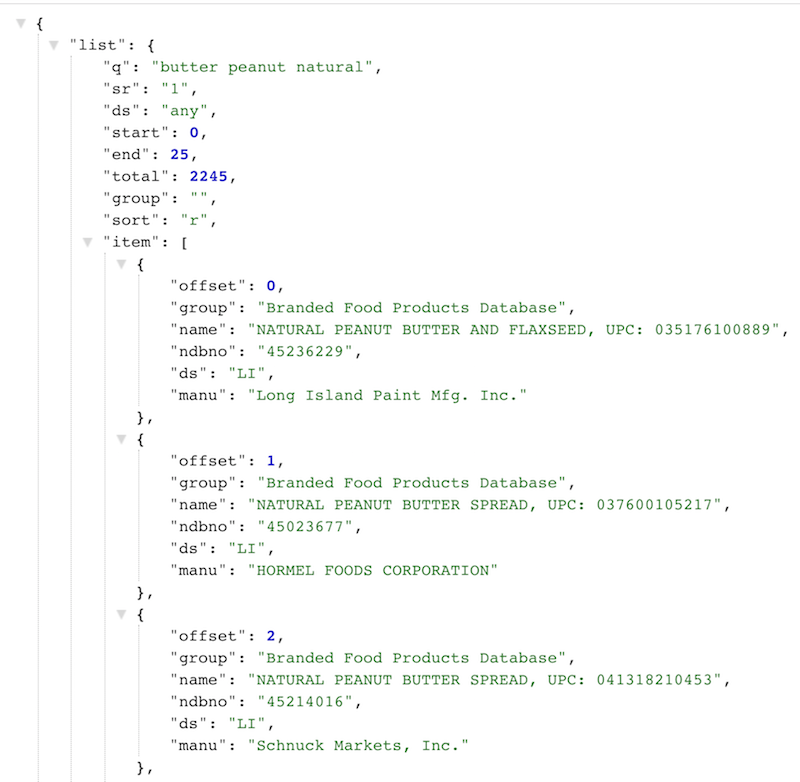 {
"list": {
"q": "butter peanut natural",
"sr": "1",
"ds": "any",
"start": 0,
"end": 25,
"total": 2245,
"group": "",
"sort": "r",
"item": [
{
"offset": 0,
"group": "Branded Food Products Database",
"name": "NATURAL PEANUT BUTTER AND FLAXSEED, UPC: 035176100889",
"ndbno": "45236229",
"ds": "LI",
"manu": "Long Island Paint Mfg. Inc."
},
{
"offset": 1,
"group": "Branded Food Products Database",
"name": "NATURAL PEANUT BUTTER SPREAD, UPC: 037600105217",
"ndbno": "45023677",
"ds": "LI",
"manu": "HORMEL FOODS CORPORATION"
},
{
"offset": 2,
"group": "Branded Food Products Database",
"name": "NATURAL PEANUT BUTTER SPREAD, UPC: 041318210453",
"ndbno": "45214016",
"ds": "LI",
"manu": "Schnuck Markets, Inc."
},